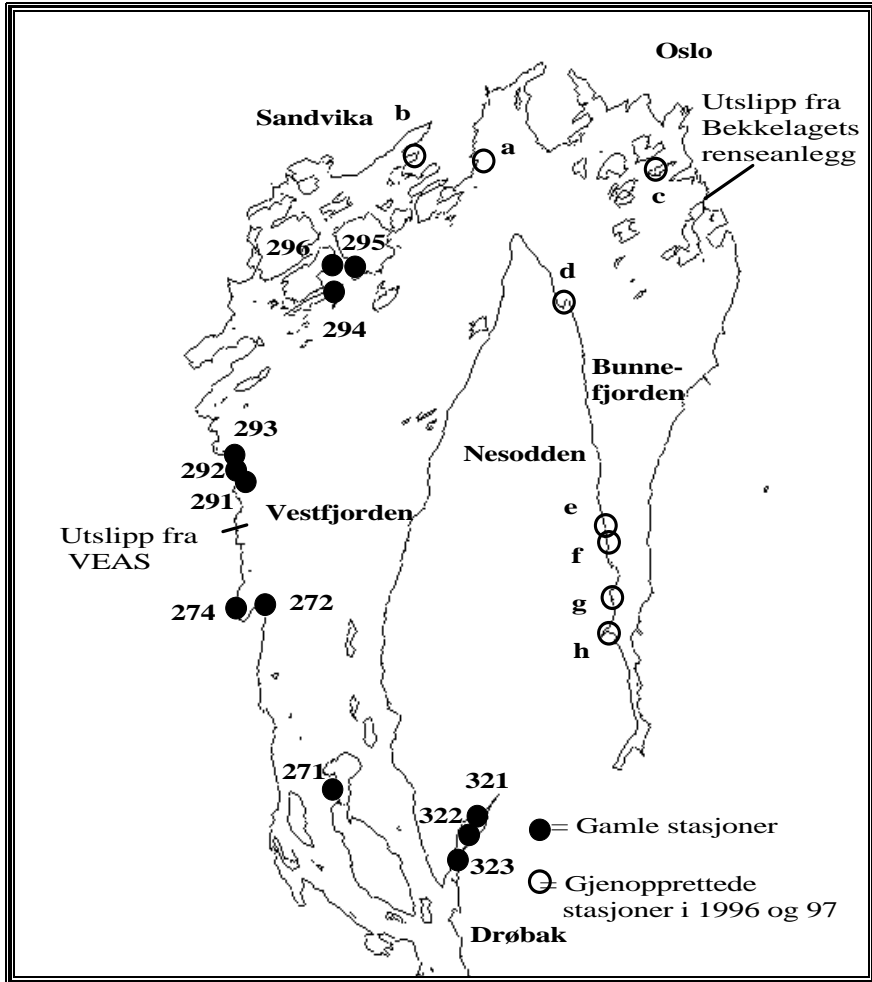 Oslo
Utslipp fra
Bekkelagets
renseanlegg
Sandvika
b
a
c
296
295
294
d
Bunne-
fjorden
293
292
291
Nesodden
Vestfjorden
Utslipp fra
VEAS
e
f
g
h
274
272
271
321
322
323
= Gamle stasjoner
= Gjenopprettede
stasjoner i 1996 og 97
Drøbak